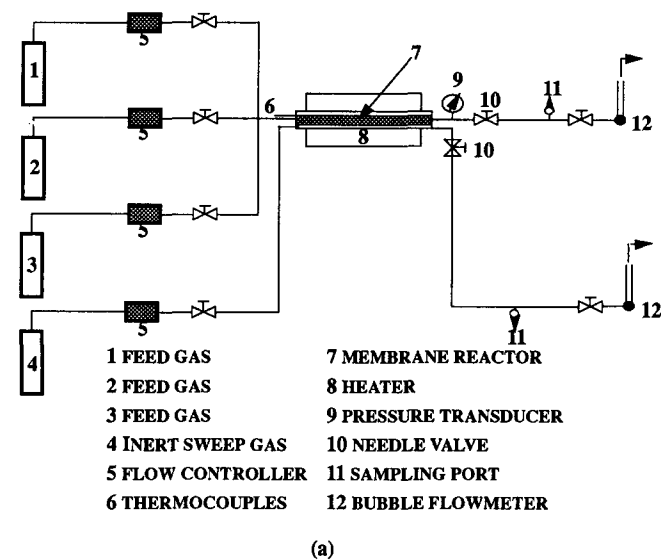 5
1
5
2
5
3
5
4
6
7
8
9
10
11
12
10
11
12
1 FEED GAS
2 FEED GAS
3 FEED GAS
4 INERT SWEEP GAS
5 FLOW CONTROLLER
6 THERMOCOUPLES
7 MEMBRANE REACTOR
8 HEATER
9 PRESSURE TRANSDUCER
10 NEEDLE VALVE
11 SAMPLING PORT
12 BUBBLE FLOWMETER
(a)